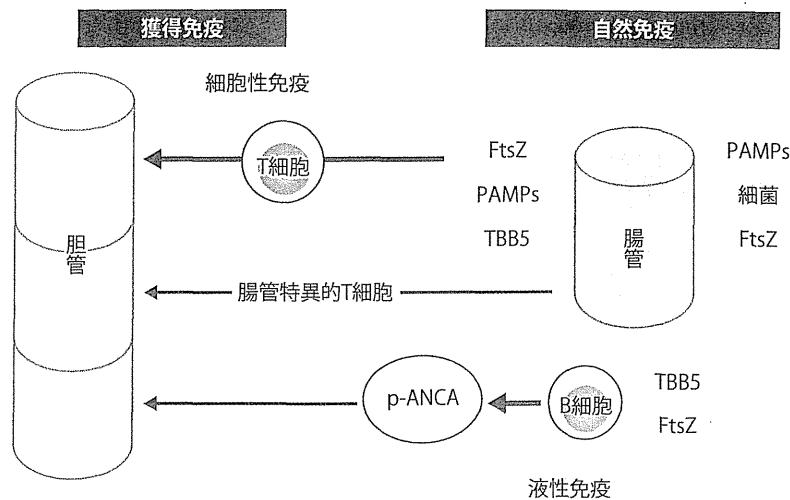 獲得免疫
自然免疫
細胞性免疫
T細胞
FtsZ
PAMPs
TBB5
PAMPs
細菌
FtsZ
胆管
腸管
腸管特異的T細胞
p-ANCA
B細胞
TBB5
FtsZ
液性免疫